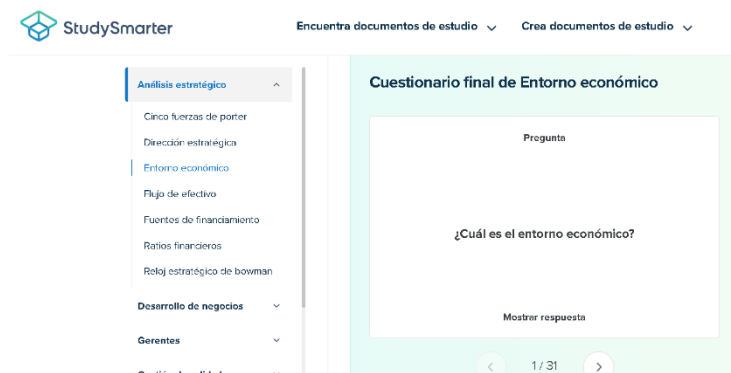 StudySmarter
Encuentra documentos de estudio
Crea documentos de estudio
Análisis estratégico
Cinco fuerzas de porter
Dirección estratégica
Entorno económico
Flujo de efectivo
Fuentes de financiamiento
Ratios financieros
Reloj estratégico de bowman
Desarrollo de negocios
Gerentes
Cuestionario final de Entorno económico
Pregunta
¿Cuál es el entorno económico?
Mostrar respuesta
1 / 31